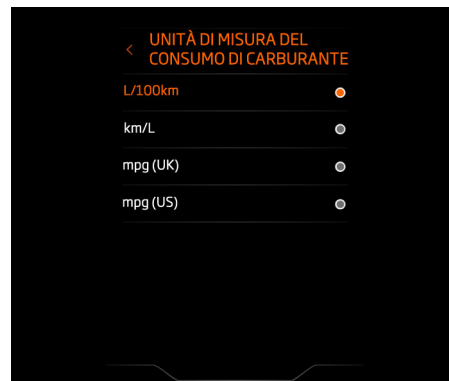 UNITÀ DI MISURA DEL
CONSUMO DI CARBURANTE
L/100km
km/L
mpg (UK)
mpg (US)